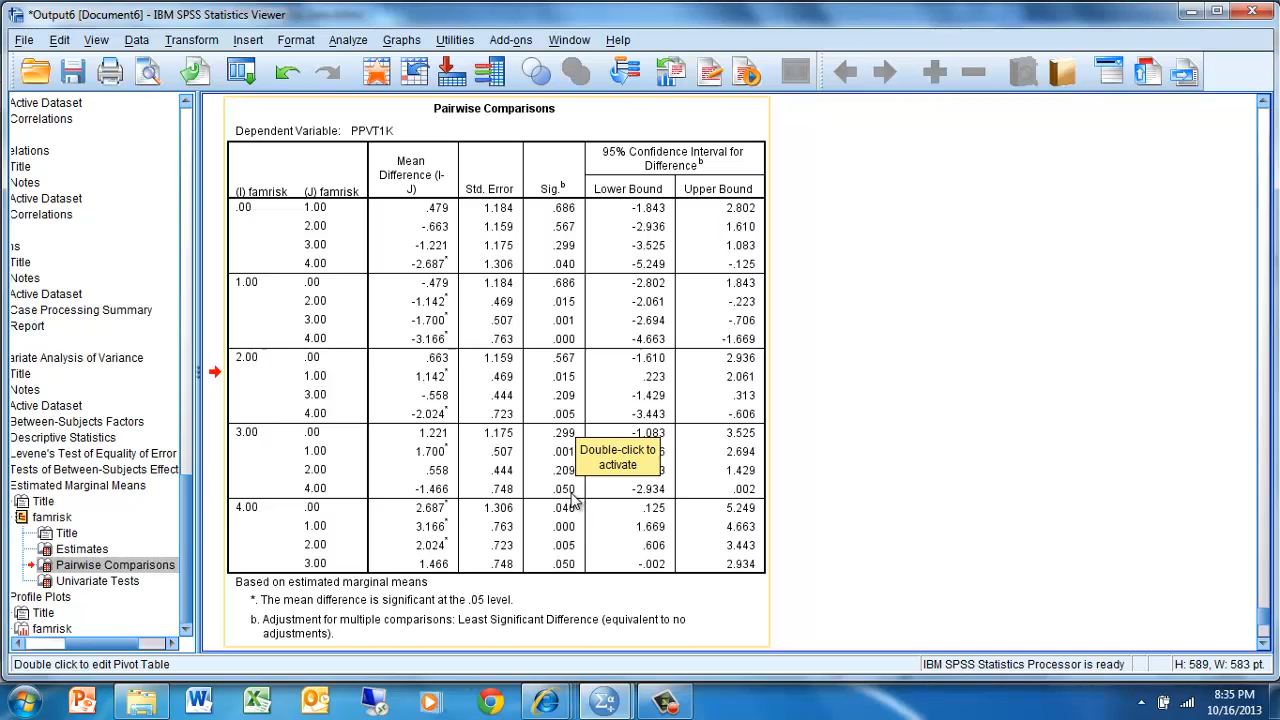 *Output6 [Document6] - IBM SPSS Statistics Viewer
File Edit View Data Transform Insert Format Analyze Graphs Utilities Add-ons Window Help
Active Dataset
Correlations
elations
Title
Notes
Active Dataset
Correlations
ns
Title
Notes
Active Dataset
Case Processing Summary
Report
ariate Analysis of Variance
Title
Notes
Active Dataset
Between-Subjects Factors
Descriptive Statistics
Levene's Test of Equality of Error
Tests of Between-Subjects Effect
Estimated Marginal Means
Title
famrisk
Title
Estimates
Pairwise Comparisons
Univariate Tests
Profile Plots
Title
famrisk
Pairwise Comparisons
Dependent Variable: PPVT1K
95% Confidence Interval for
Difference b
Mean
Difference (I-
J)
(I) famrisk (J) famrisk Std. Error Sig.b Lower Bound Upper Bound
.00 1.00 .479 1.184 .686 -1.843 2.802
2.00 -.663 1.159 .567 -2.936 1.610
3.00 -1.221 1.175 .299 -3.525 1.083
4.00 -2.687* 1.306 .040 -5.249 -.125
1.00 .00 -.479 1.184 .686 -2.802 1.843
2.00 -1.142* .469 .015 -2.061 -.223
3.00 -1.700* .507 .001 -2.694 -.706
4.00 -3.166* .763 .000 -4.663 -1.669
2.00 .00 .663 1.159 .567 -1.610 2.936
1.00 1.142* .469 .015 .223 2.061
3.00 -.558 .444 .209 -1.429 .313
4.00 -2.024* .723 .005 -3.443 -.606
3.00 .00 1.221 1.175 .299 -1.083 3.525
1.00 1.700* .507 .001 2.694
2.00 .558 .444 .209 1.429
4.00 -1.466 .748 .050 -2.934 .002
4.00 .00 2.687* 1.306 .040 .125 5.249
1.00 3.166* .763 .000 1.669 4.663
2.00 2.024* .723 .005 .606 3.443
3.00 1.466 .748 .050 -.002 2.934
Double-click to
activate
Based on estimated marginal means
*. The mean difference is significant at the .05 level.
b. Adjustment for multiple comparisons: Least Significant Difference (equivalent to no
adjustments).
Double click to edit Pivot Table
IBM SPSS Statistics Processor is ready
H: 589, W: 583 pt.
8:35 PM
10/16/2013